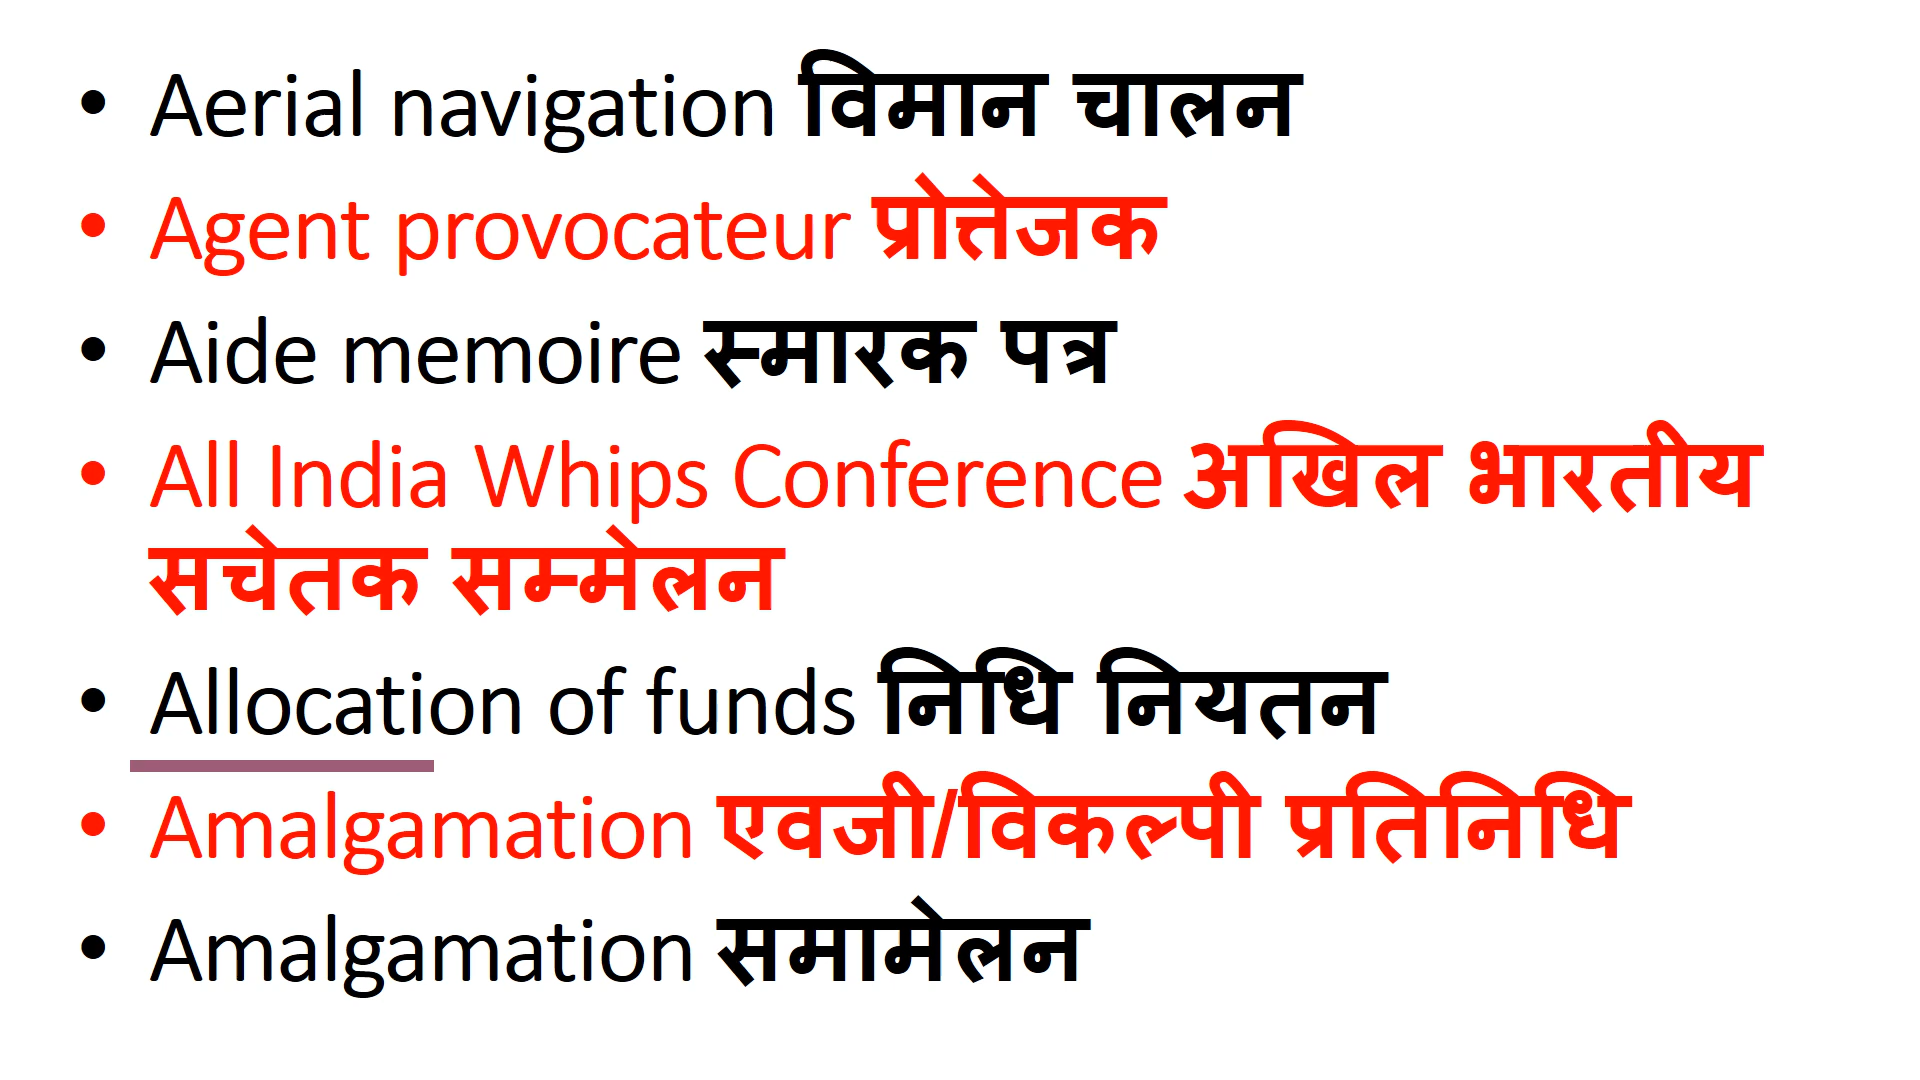 • Aerial navigation विमान चालन
• Agent provocateur प्रोत्तेजक
• Aide memoire स्मारक पत्र
• All India Whips Conference अखिल भारतीय
सचेतक सम्मेलन
• Allocation of funds निधि नियतन
• Amalgamation एवजी/विकल्पी प्रतिनिधि
• Amalgamation समामेलन